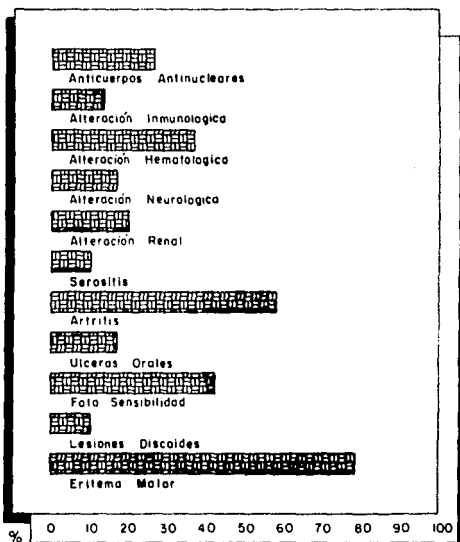 Anticuerpos Antinucleares
Alteración Inmunologica
Alteración Hematologica
Alteración Neurologica
Alteración Renal
Serositis
Artritis
Ulceras Orales
Foto Sensibilidad
Lesiones Discoides
Eritema Malar
% 0 10 20 30 40 50 60 70 80 90 100